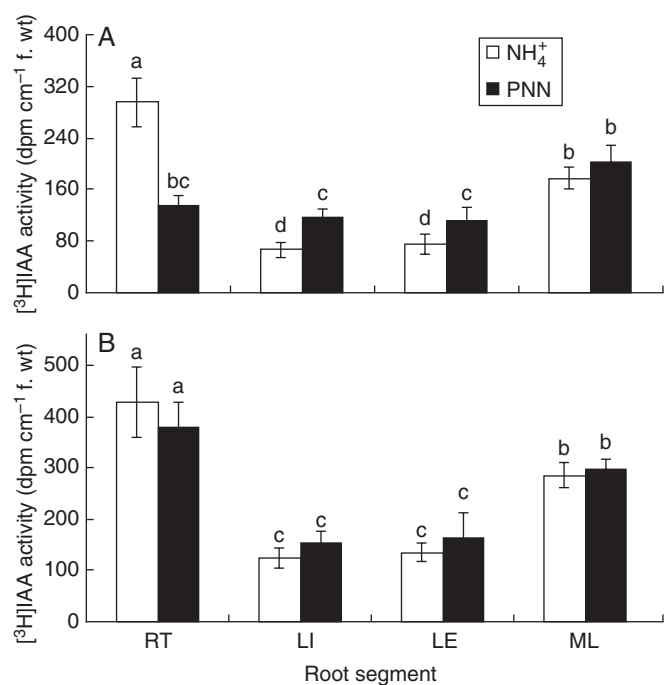 A
NH₄⁺
PNN
[³H]IAA activity (dpm cm⁻¹ f. wt)
400
320
240
160
80
0
a
bc
d
c
d
c
b
b
B
[³H]IAA activity (dpm cm⁻¹ f. wt)
500
400
300
200
100
0
a
a
c
c
c
c
b
b
RT LI LE ML
Root segment